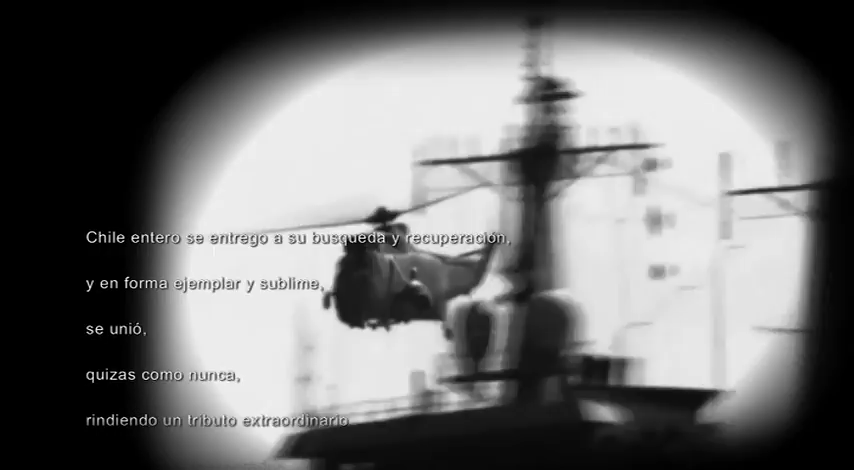 Chile entero se entrego a su busqueda y recuperación,
y en forma ejemplar y sublime,
se unió,
quizas como nunca,
rindiendo un tributo extraordinario